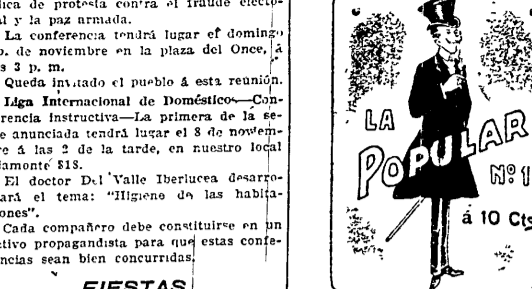 ica de protesta contra el fraude electo-
al y la paz armada.
La conferencia tendrá lugar el domingo
o. de noviembre en la plaza del Once, á
s 3 p. m.
Queda invitado el pueblo á esta reunión.
Liga Internacional de Domésticos—Con-
rencia instructiva—La primera de la se-
e anunciada tendrá lugar el 8 de noviem-
re á las 2 de la tarde, en nuestro local
iamonte 818.
El doctor Del Valle Iberlucea desarro-
ará el tema: "Higiene de las habita-
ones".
Cada compañero debe constituirse en un
ctivo propagandista para que estas confe-
ncias sean bien concurridas.
FIESTAS
LA
POPULAR
Nº 1
á 10 Cts